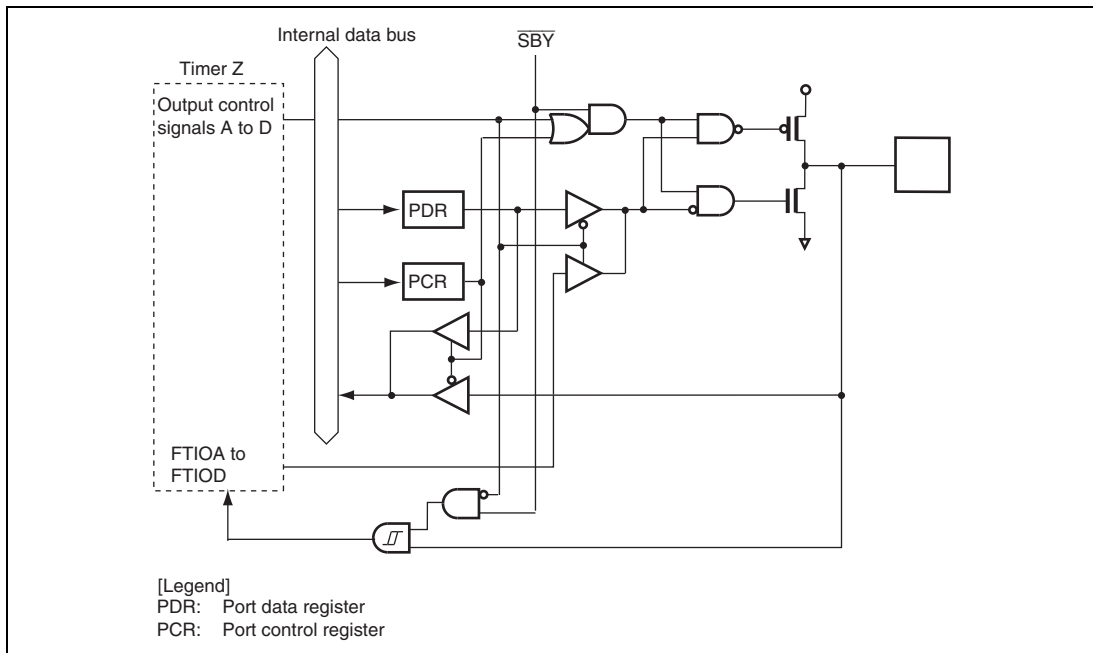 Internal data bus
SBY
Timer Z
Output control
signals A to D
PDR
PCR
FTIOA to
FTIOD
[Legend]
PDR: Port data register
PCR: Port control register